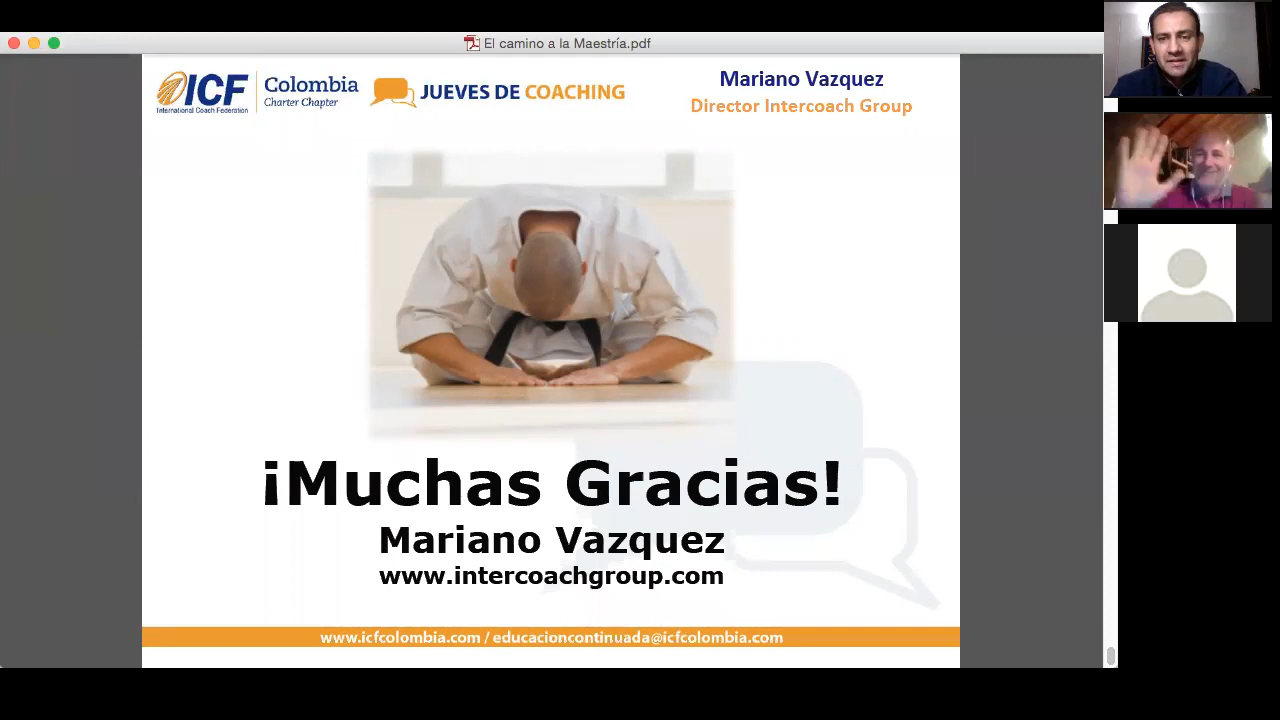 El camino a la Maestría.pdf
ICF
International Coach Federation
Colombia
Charter Chapter
JUEVES DE COACHING
Mariano Vazquez
Director Intercoach Group
¡Muchas Gracias!
Mariano Vazquez
www.intercoachgroup.com
www.icfcolombia.com / educacioncontinuada@icfcolombia.com